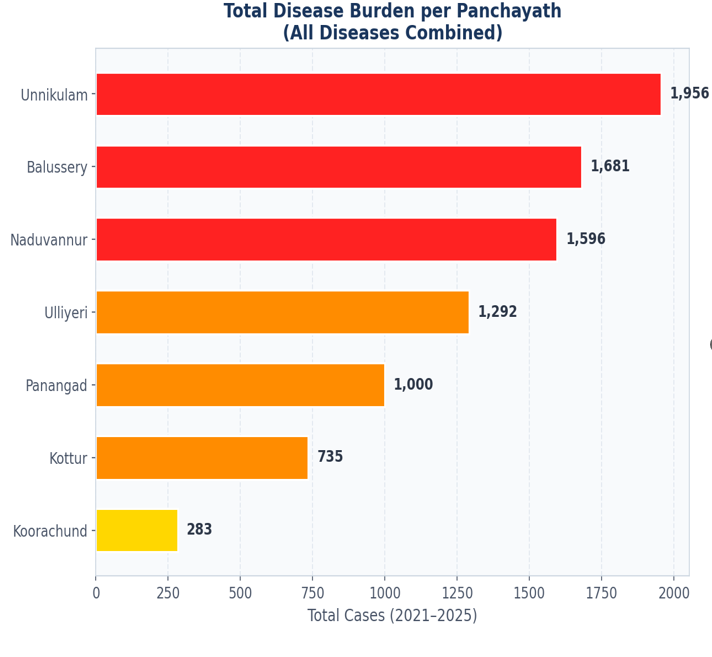 Total Disease Burden per Panchayath
(All Diseases Combined)
Unnikulam 1,956
Balussery 1,681
Naduvannur 1,596
Ulliyeri 1,292
Panangad 1,000
Kottur 735
Koorachund 283
0 250 500 750 1000 1250 1500 1750 2000
Total Cases (2021–2025)